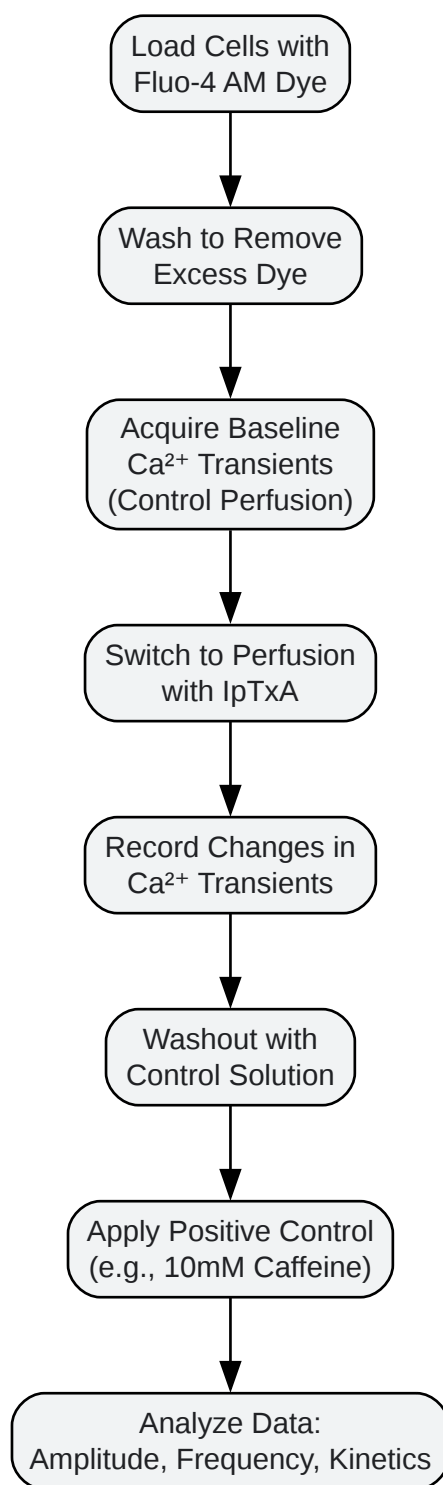 Load Cells with
Fluo-4 AM Dye
Wash to Remove
Excess Dye
Acquire Baseline
Ca²⁺ Transients
(Control Perfusion)
Switch to Perfusion
with IpTxA
Record Changes in
Ca²⁺ Transients
Washout with
Control Solution
Apply Positive Control
(e.g., 10mM Caffeine)
Analyze Data:
Amplitude, Frequency, Kinetics